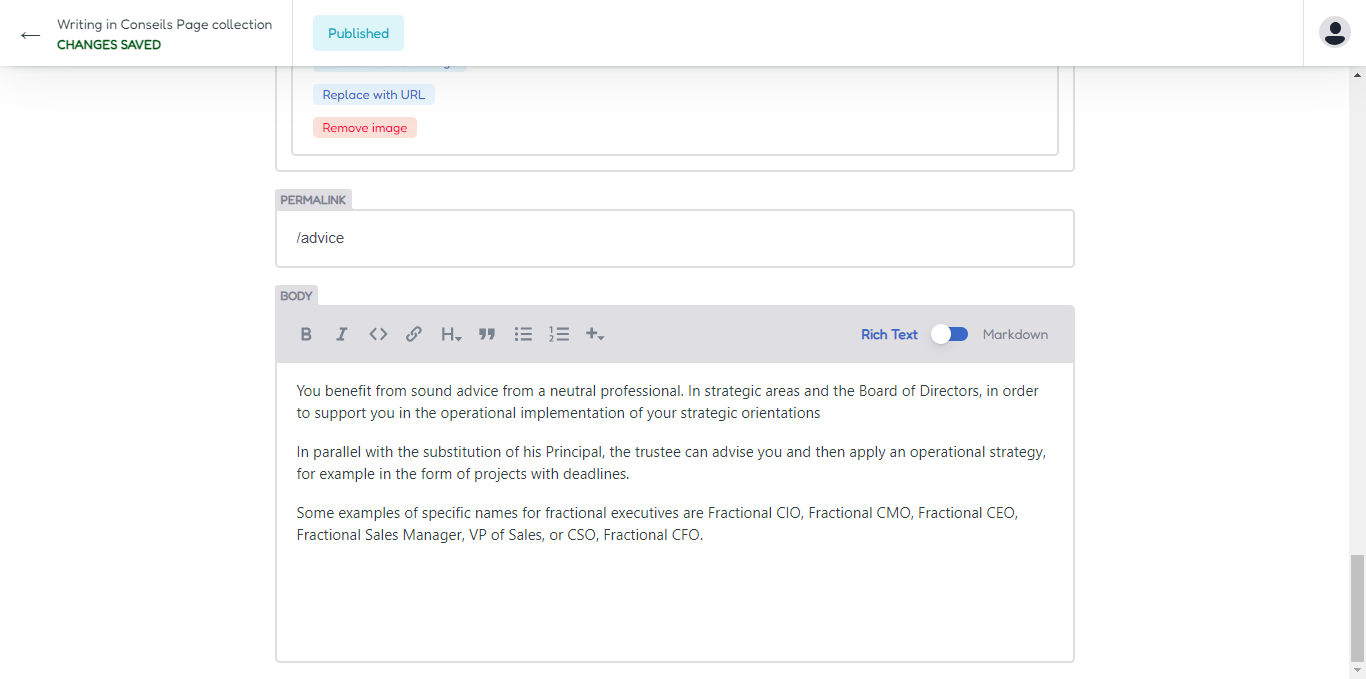 Writing in Conseils Page collection
CHANGES SAVED
Published
Replace with URL
Remove image
PERMALINK
/advice
BODY
B I <> H
Rich Text Markdown
You benefit from sound advice from a neutral professional. In strategic areas and the Board of Directors, in order
to support you in the operational implementation of your strategic orientations
In parallel with the substitution of his Principal, the trustee can advise you and then apply an operational strategy,
for example in the form of projects with deadlines.
Some examples of specific names for fractional executives are Fractional CIO, Fractional CMO, Fractional CEO,
Fractional Sales Manager, VP of Sales, or CSO, Fractional CFO.